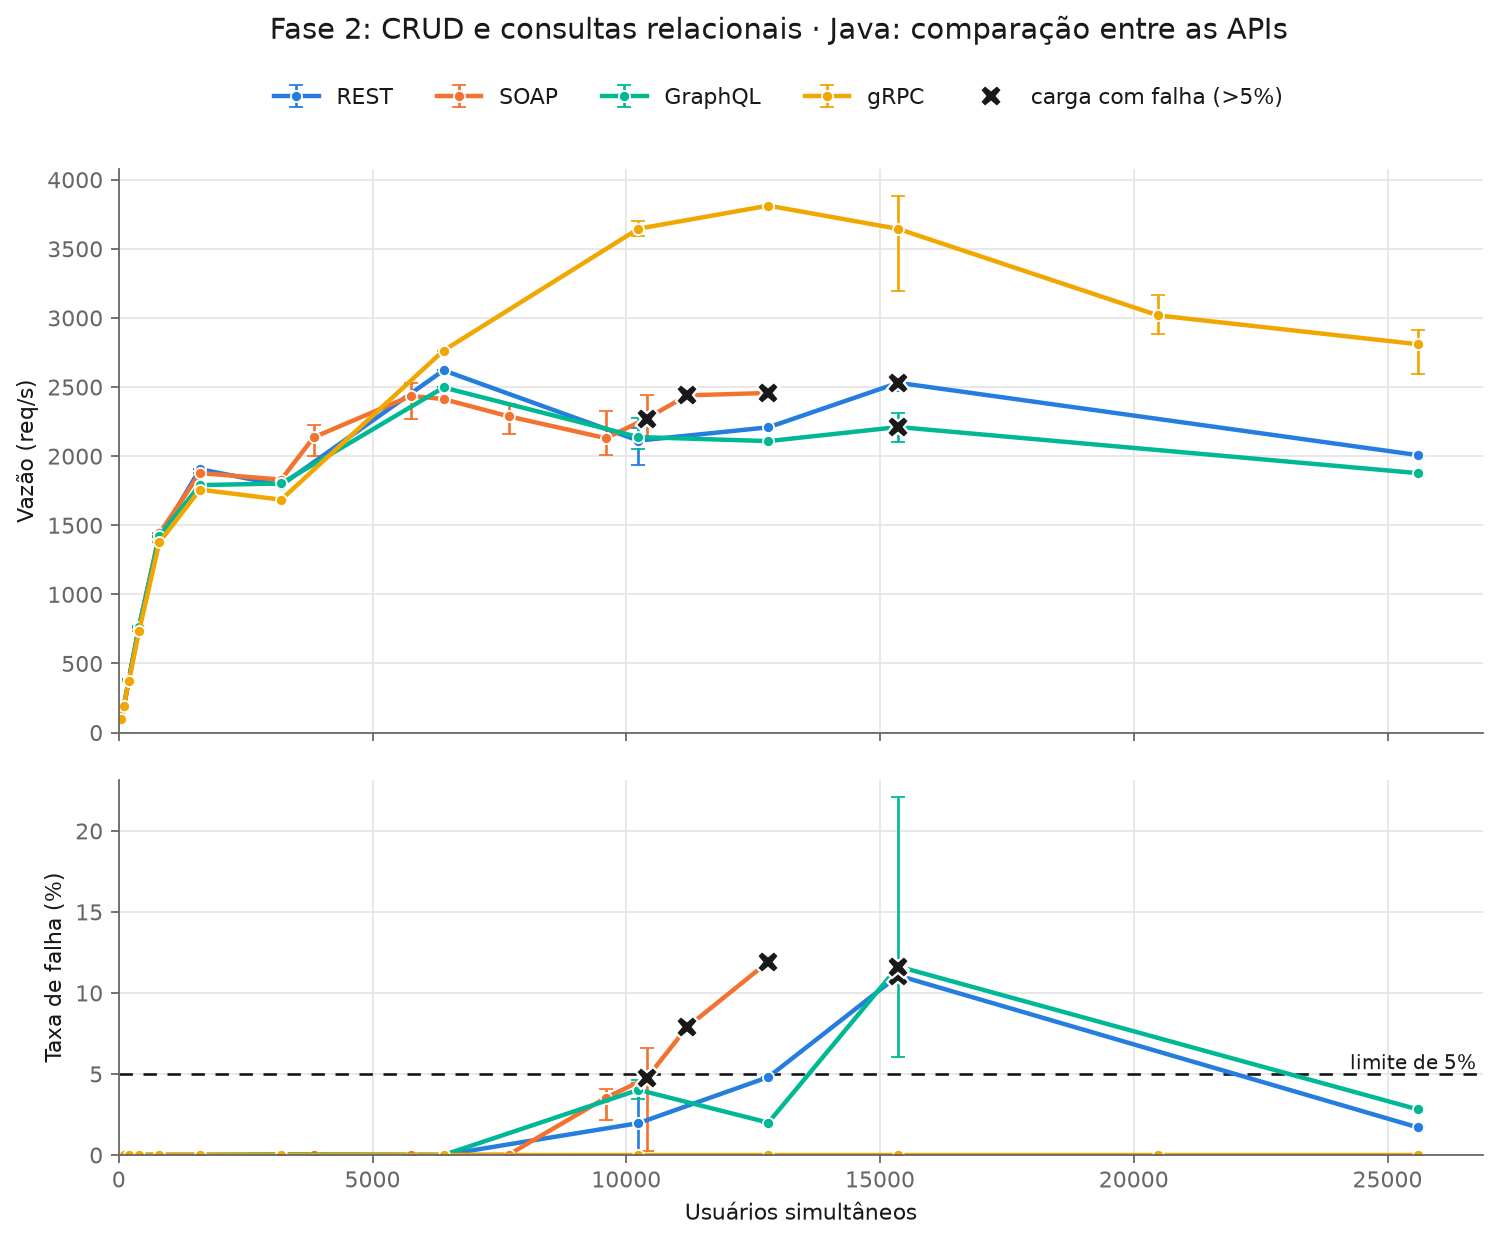 Fase 2: CRUD e consultas relacionais · Java: comparação entre as APIs
REST SOAP GraphQL gRPC carga com falha (>5%)
4000
3500
3000
2500
2000
1500
1000
500
0
Vazão (req/s)
20
15
10
5
0
Taxa de falha (%)
limite de 5%
0 5000 10000 15000 20000 25000
Usuários simultâneos